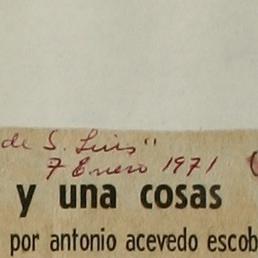 de S. Luis"
7 Enero 1971
y una cosas
por antonio acevedo escob